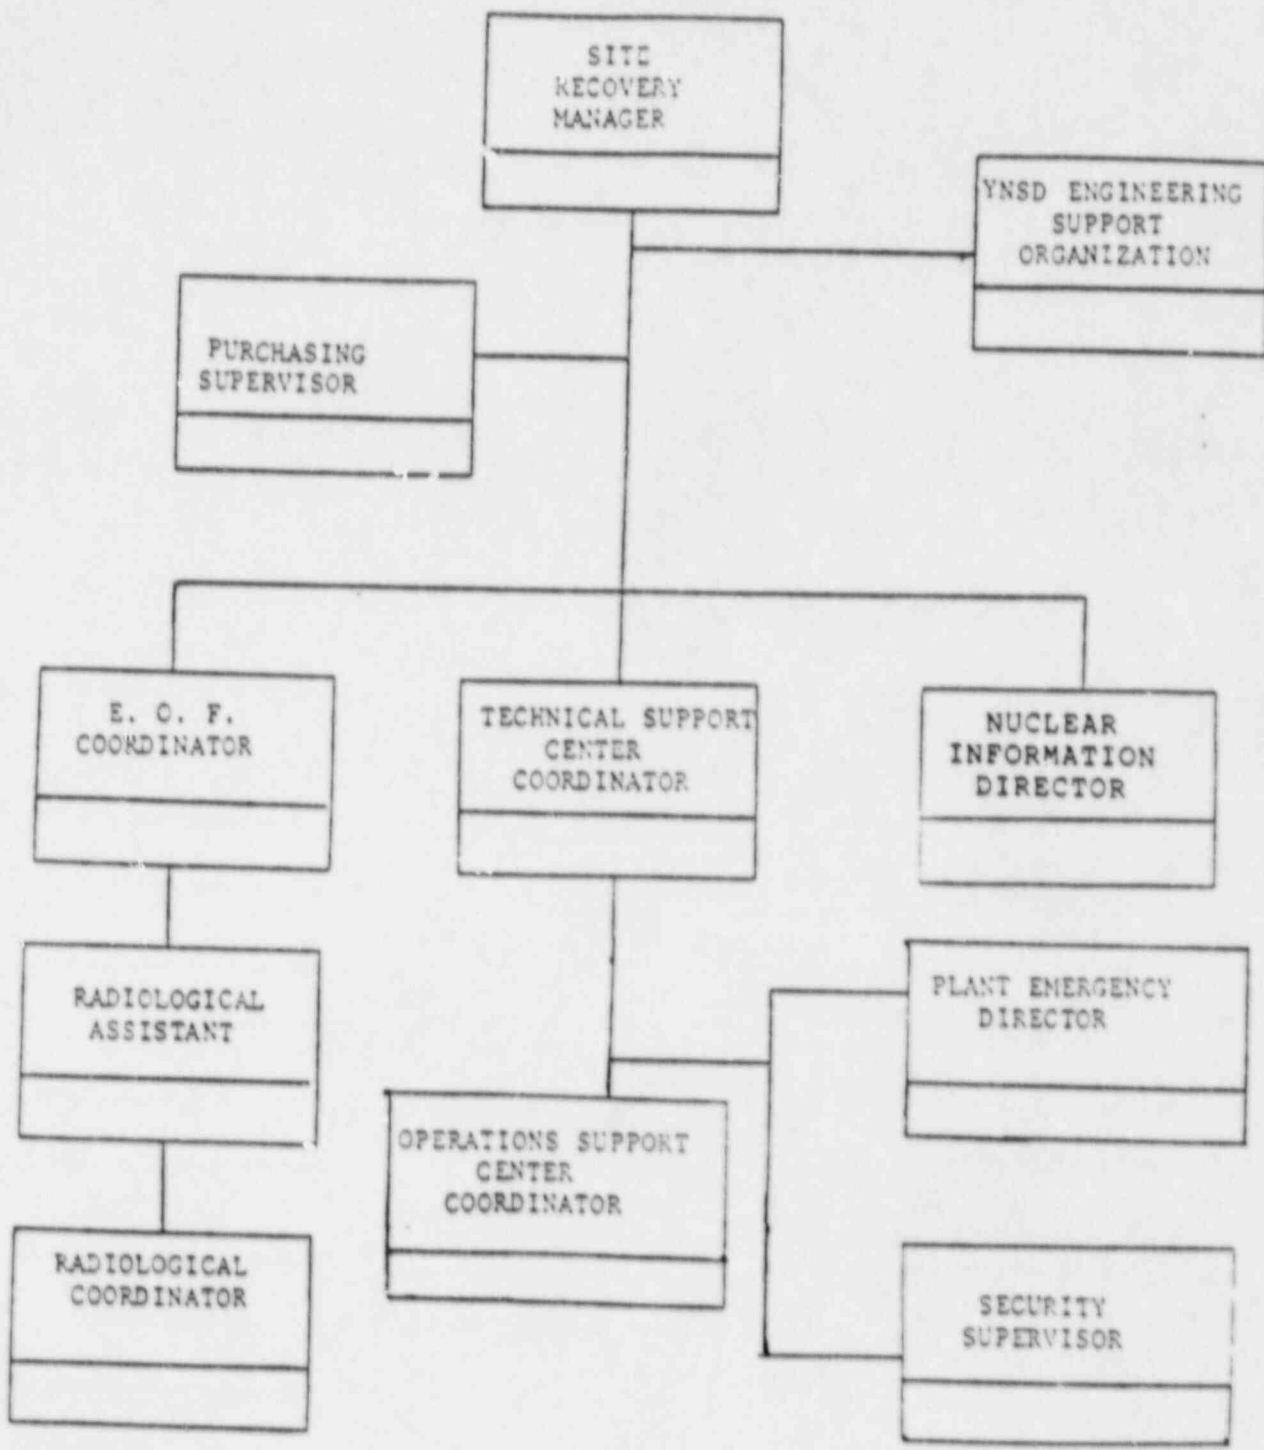 SITE
RECOVERY
MANAGER
YNSD ENGINEERING
SUPPORT
ORGANIZATION
PURCHASING
SUPERVISOR
E. O. F.
COORDINATOR
TECHNICAL SUPPORT
CENTER
COORDINATOR
NUCLEAR
INFORMATION
DIRECTOR
RADIOLOGICAL
ASSISTANT
PLANT EMERGENCY
DIRECTOR
OPERATIONS SUPPORT
CENTER
COORDINATOR
RADIOLOGICAL
COORDINATOR
SECURITY
SUPERVISOR